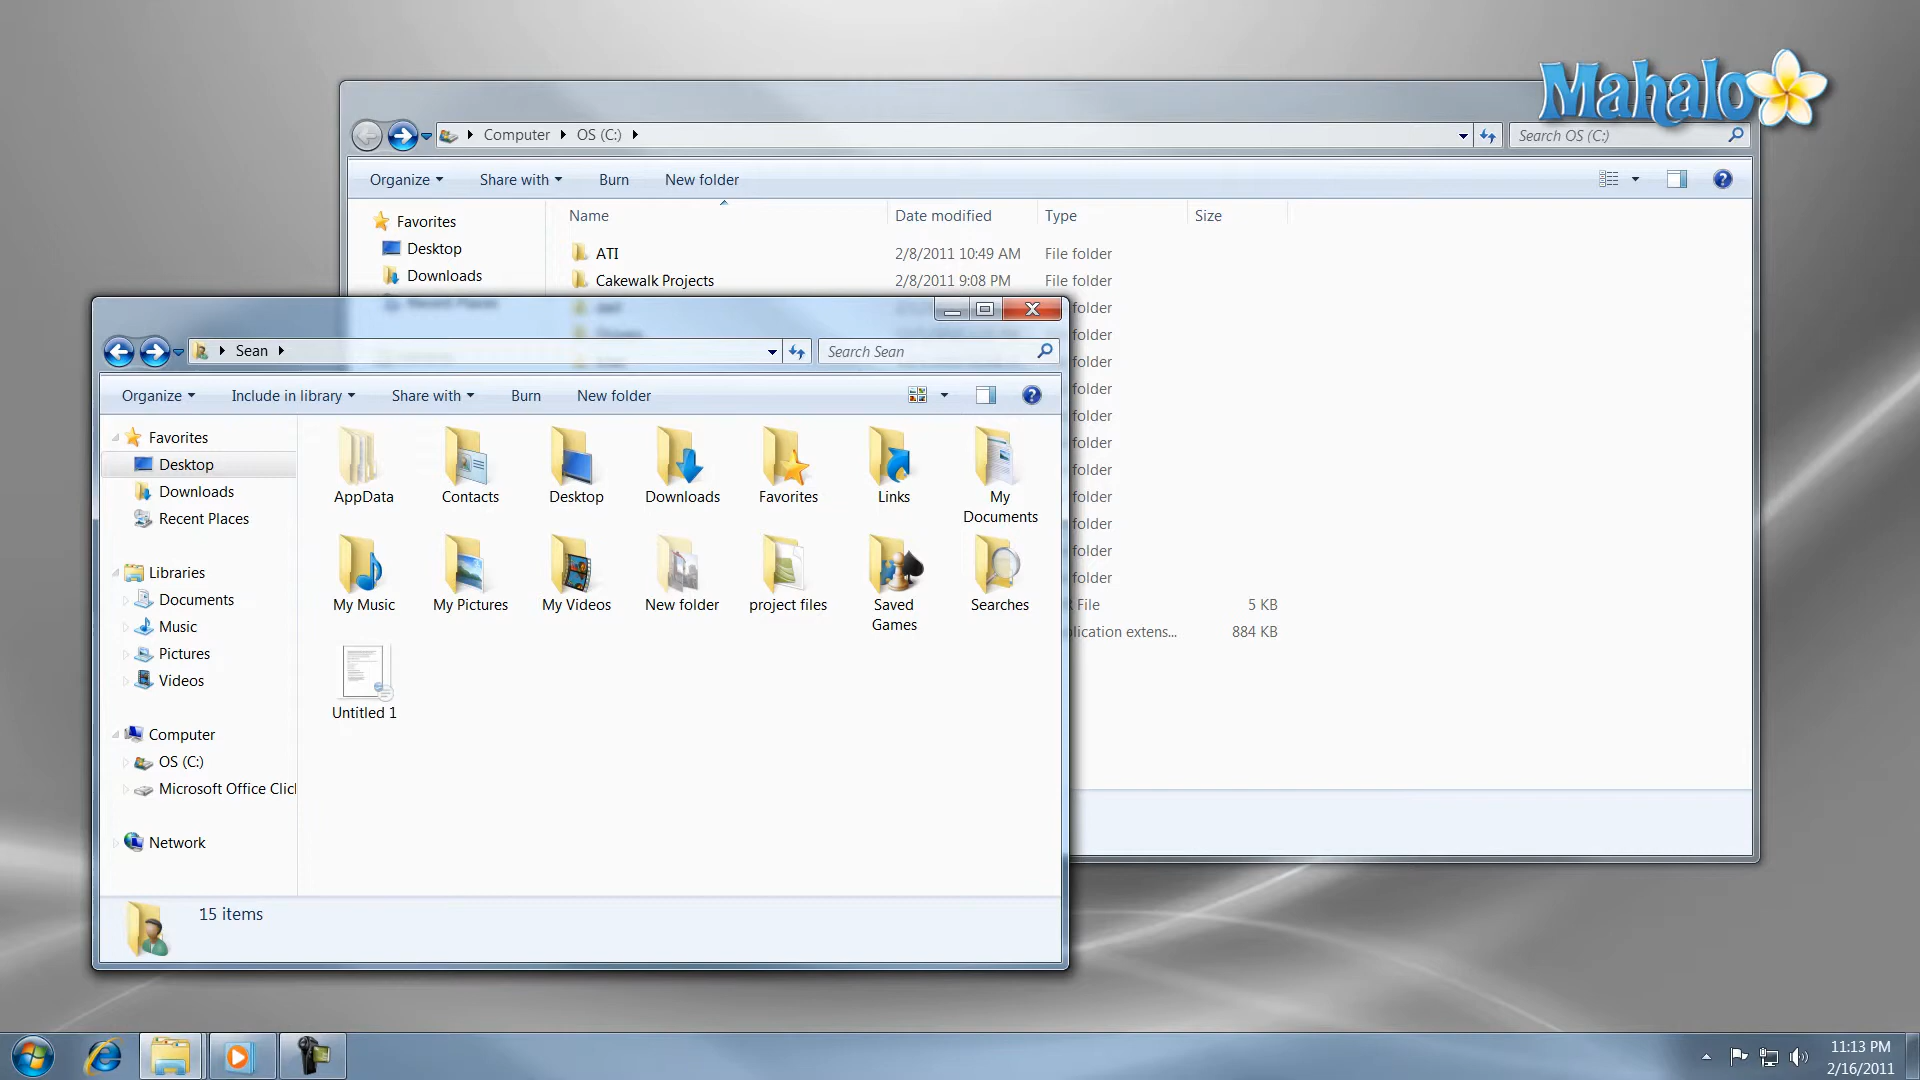 Mahalo
Computer OS (C:)
Search OS (C:)
Organize Share with Burn New folder
Name Date modified Type Size
Favorites
Desktop
Downloads
ATI 2/8/2011 10:49 AM File folder
Cakewalk Projects 2/8/2011 9:08 PM File folder
folder
folder
folder
folder
folder
folder
folder
folder
folder
folder
folder
File 5 KB
lication extens... 884 KB
Sean
Search Sean
Organize Include in library Share with Burn New folder
Favorites
Desktop
Downloads
Recent Places
Libraries
Documents
Music
Pictures
Videos
Computer
OS (C:)
Microsoft Office Clic
Network
AppData Contacts Desktop Downloads Favorites Links My
Documents
My Music My Pictures My Videos New folder project files Saved
Games Searches
Untitled 1
15 items
11:13 PM
2/16/2011